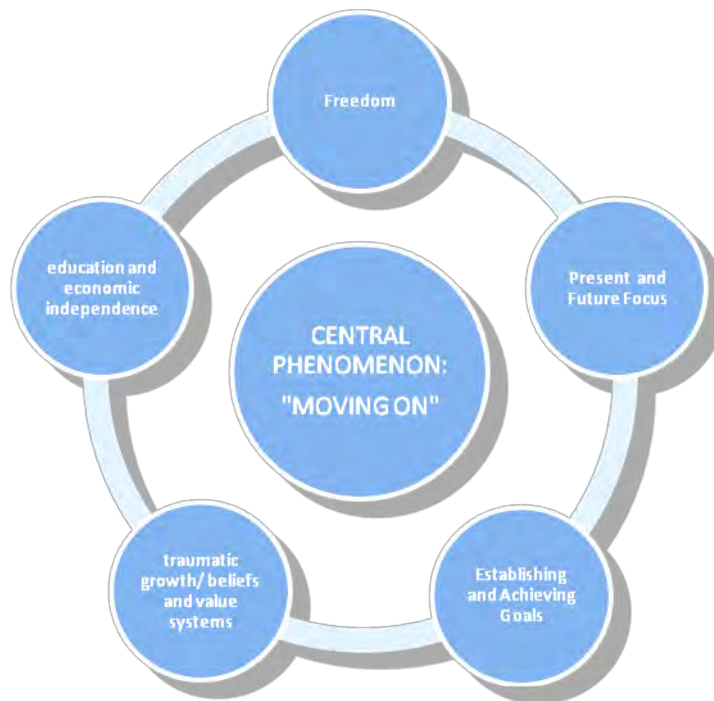 Freedom
Present and
Future Focus
Establishing
and Achieving
Goals
traumatic
growth/ beliefs
and value
systems
education and
economic
independence
CENTRAL
PHENOMENON:
"MOVING ON"